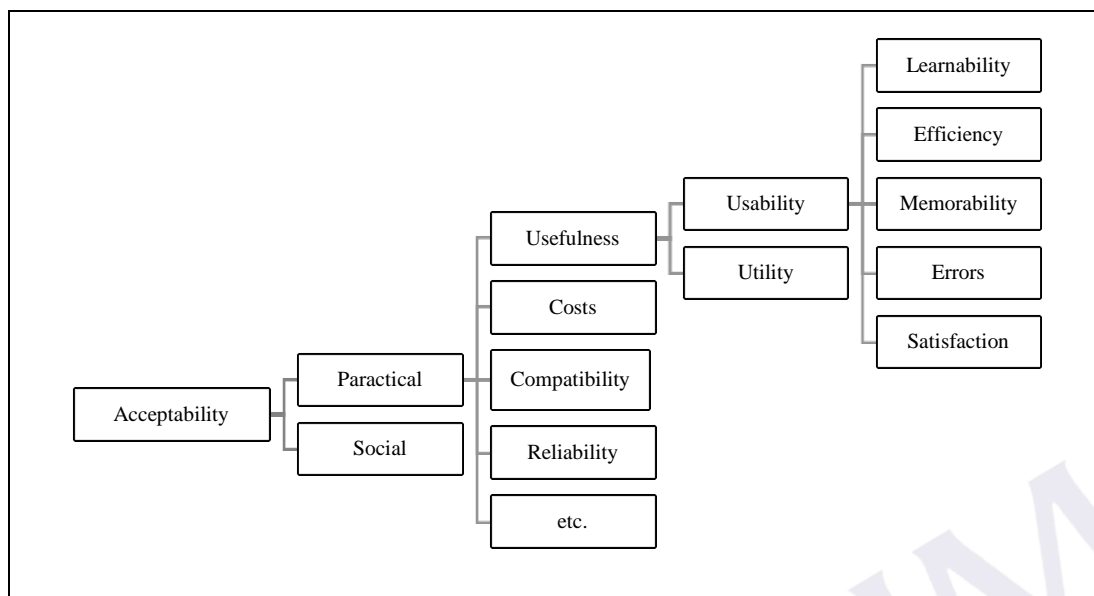 Acceptability
Paractical
Social
Usefulness
Costs
Compatibility
Reliability
etc.
Usability
Utility
Learnability
Efficiency
Memorability
Errors
Satisfaction